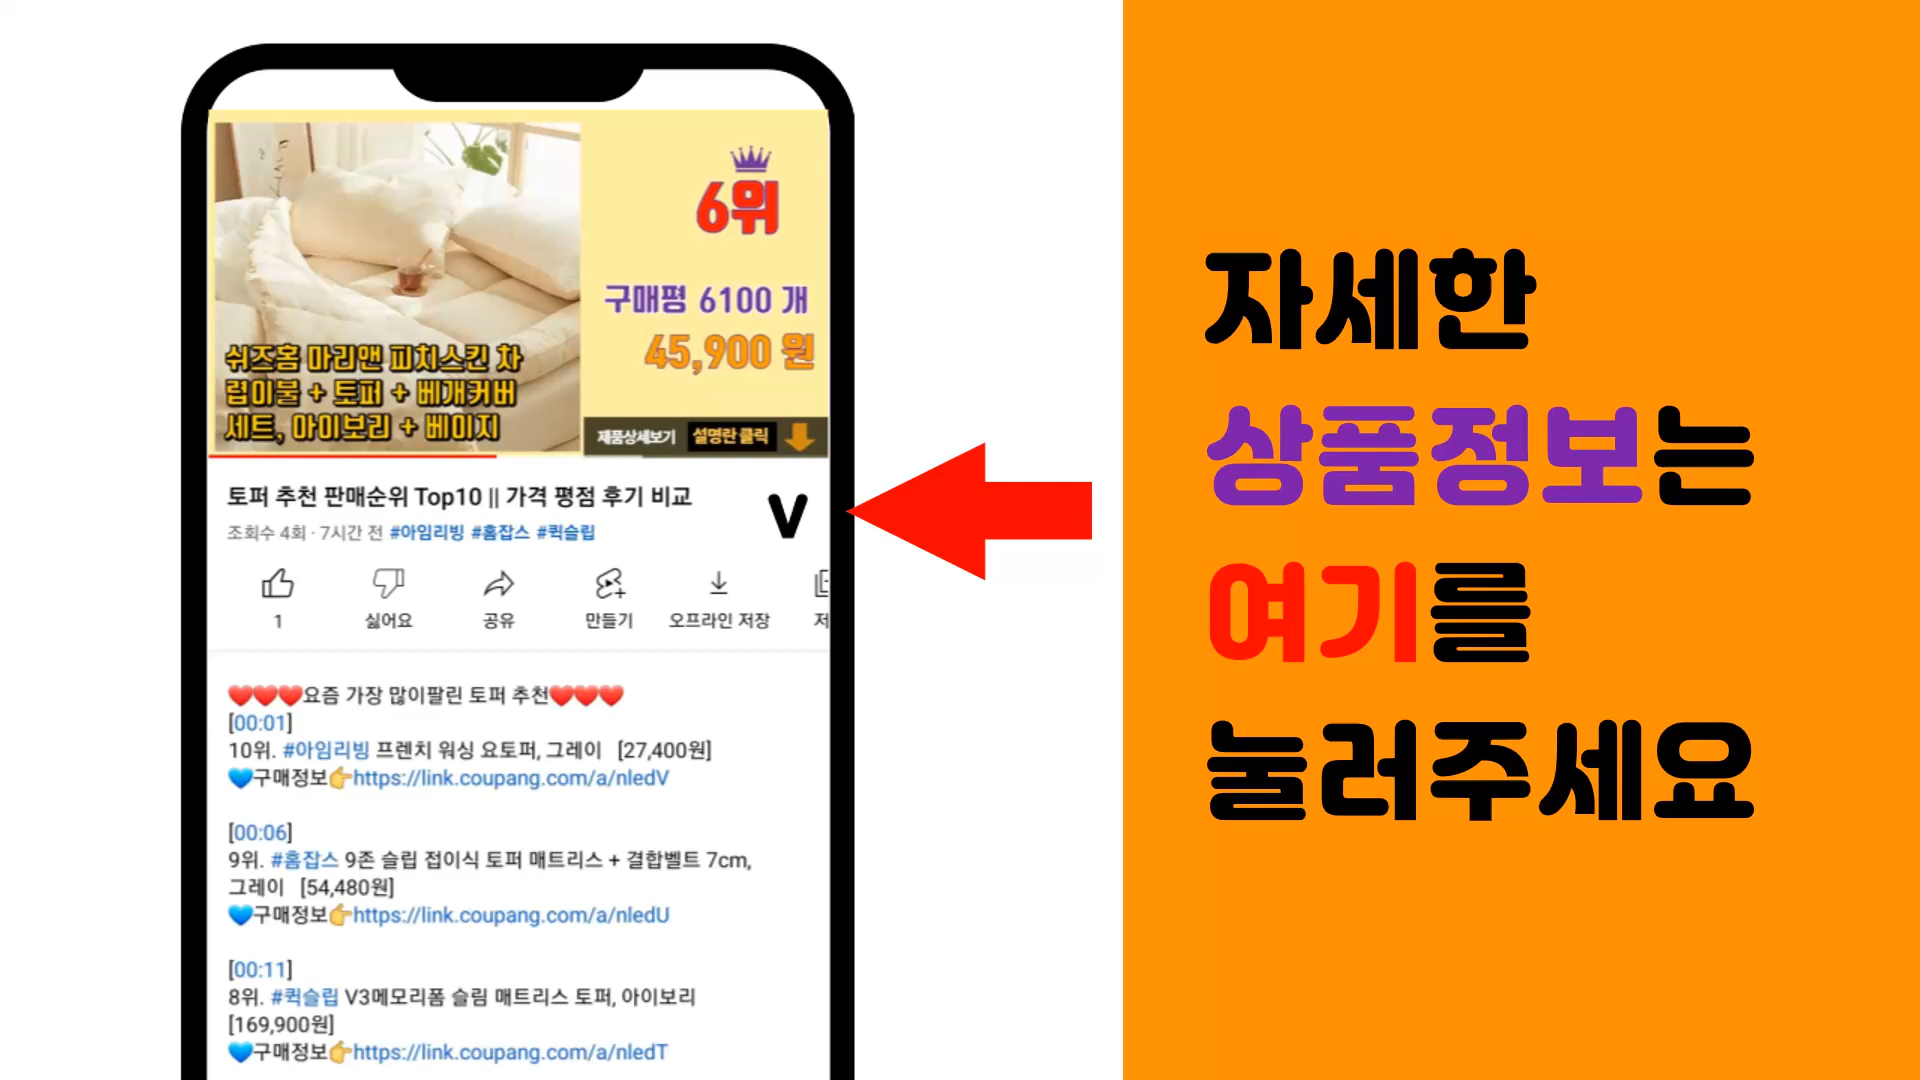 6위
구매평 6100 개
45,900 원
쉬즈홈 마리앤 피치스킨 차
렵이불 + 토퍼 + 베개커버
세트, 아이보리 + 베이지
제품상세보기 설명란 클릭
토퍼 추천 판매순위 Top10 || 가격 평점 후기 비교
V
조회수 4회 · 7시간 전 #아임리빙 #홈잡스 #퀵슬립
1 싫어요 공유 만들기 오프라인 저장 저
❤️❤️❤️요즘 가장 많이팔린 토퍼 추천❤️❤️❤️
[00:01]
10위. #아임리빙 프렌치 워싱 요토퍼, 그레이 [27,400원]
💙구매정보👉https://link.coupang.com/a/nledV
[00:06]
9위. #홈잡스 9존 슬립 접이식 토퍼 매트리스 + 결합벨트 7cm,
그레이 [54,480원]
💙구매정보👉https://link.coupang.com/a/nledU
[00:11]
8위. #퀵슬립 V3메모리폼 슬림 매트리스 토퍼, 아이보리
[169,900원]
💙구매정보👉https://link.coupang.com/a/nledT
자세한
상품정보는
여기를
눌러주세요